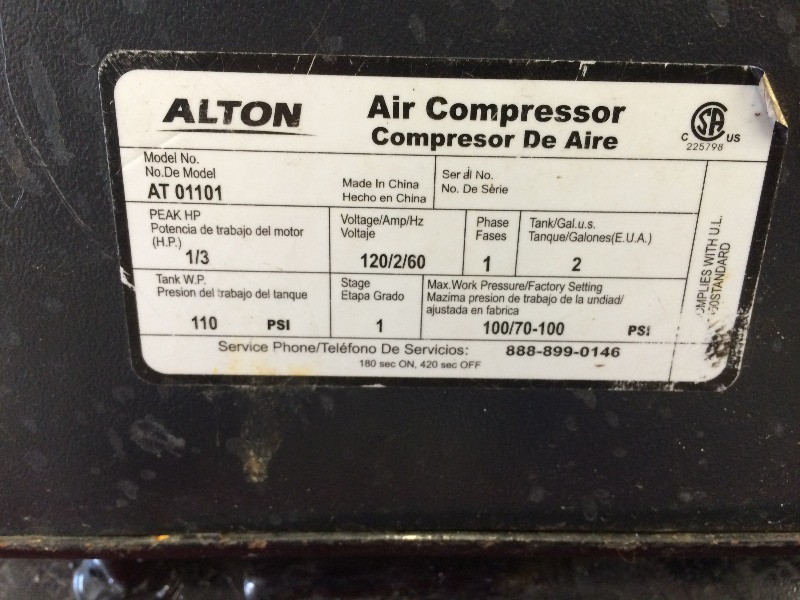 ALTON
Air Compressor
Compresor De Aire
C SA US
225798
Model No.
No.De Model
AT 01101
Made In China
Hecho en China
Serial No.
No. De Sèrie
PEAK HP
Potencia de trabajo del motor
(H.P.)
1/3
Voltage/Amp/Hz
Voltaje
120/2/60
Phase
Fases
1
Tank/Gal.u.s.
Tanque/Galones(E.U.A.)
2
Tank W.P.
Presion del trabajo del tanque
110 PSI
Stage
Etapa Grado
1
Max.Work Pressure/Factory Setting
Mazima presion de trabajo de la undiad/
ajustada en fabrica
100/70-100 PSI
WITH U.L.
Service Phone/Teléfono De Servicios: 888-899-0146
180 sec ON, 420 sec OFF